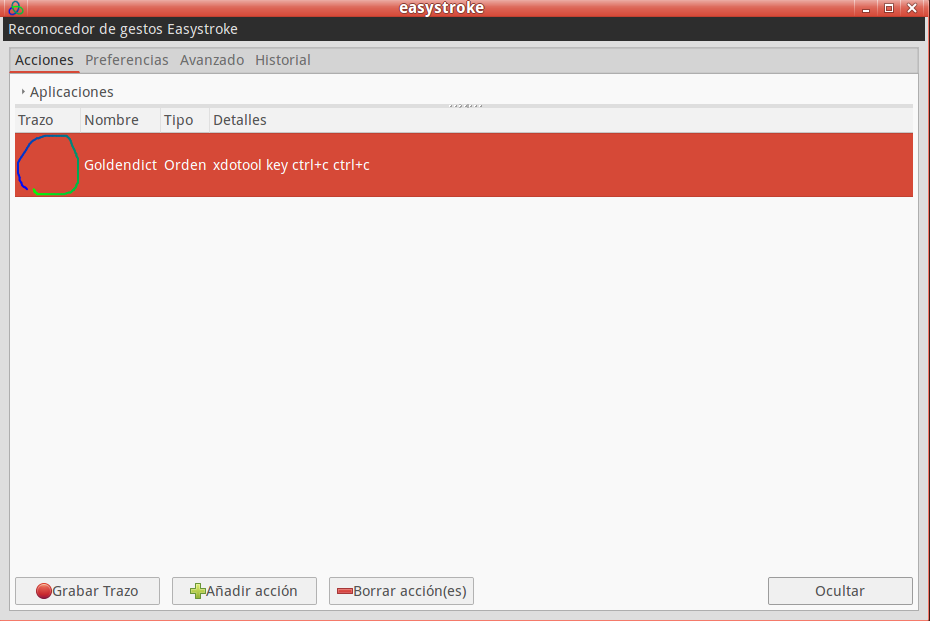 easystroke
Reconocedor de gestos Easystroke
Acciones Preferencias Avanzado Historial
Aplicaciones
Trazo Nombre Tipo Detalles
Goldendict Orden xdotool key ctrl+c ctrl+c
Grabar Trazo Añadir acción Borrar acción(es) Ocultar